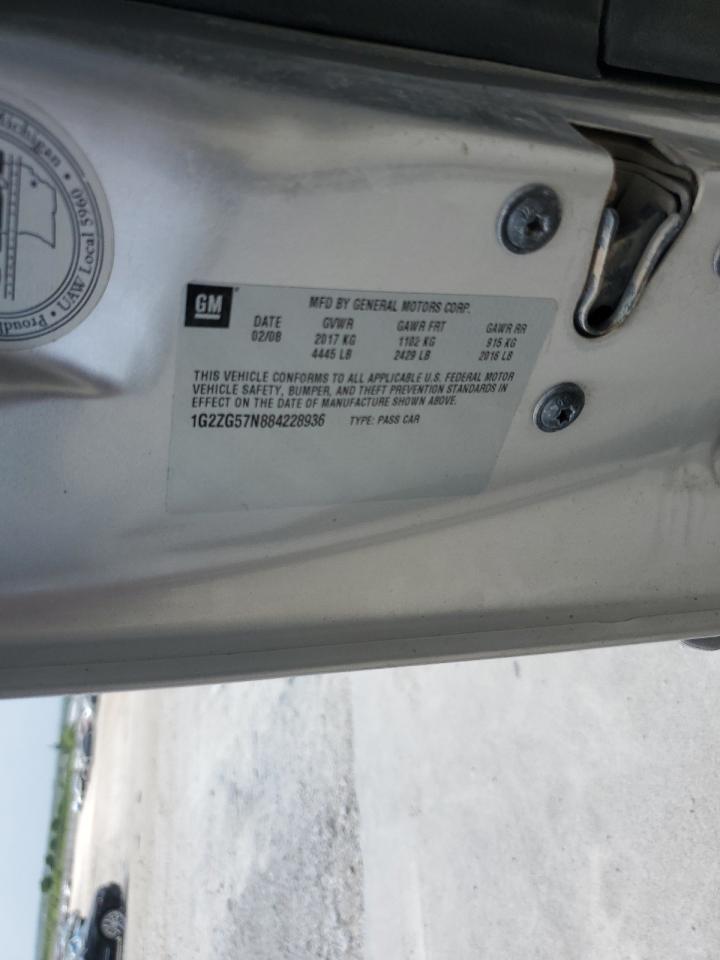 Michigan • UAW Local 5960 • Proudl
GM®
MFD BY GENERAL MOTORS CORP.
DATE GVWR GAWR FRT GAWR RR
02/08 2017 KG 1102 KG 915 KG
4445 LB 2429 LB 2016 LB
THIS VEHICLE CONFORMS TO ALL APPLICABLE U.S. FEDERAL MOTOR
VEHICLE SAFETY, BUMPER, AND THEFT PREVENTION STANDARDS IN
EFFECT ON THE DATE OF MANUFACTURE SHOWN ABOVE.
1G2ZG57N884228936 TYPE: PASS CAR